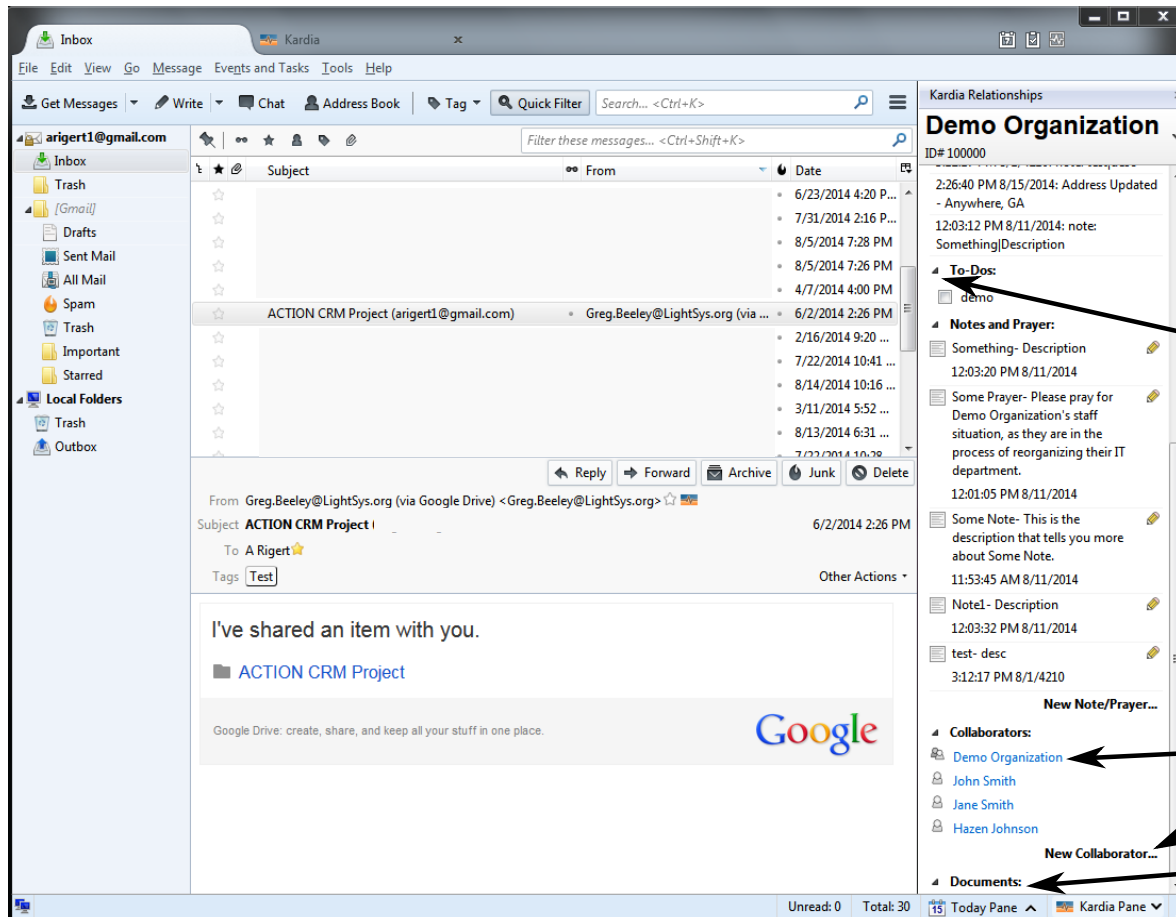 Inbox
Kardia
File Edit View Go Message Events and Tasks Tools Help
Get Messages Write Chat Address Book Tag Quick Filter Search... <Ctrl+K>
Filter these messages... <Ctrl+Shift+K>
Subject From Date
arigert1@gmail.com
Inbox
Trash
[Gmail]
Drafts
Sent Mail
All Mail
Spam
Trash
Important
Starred
Local Folders
Trash
Outbox
6/23/2014 4:20 P...
7/31/2014 2:16 P...
8/5/2014 7:28 PM
8/5/2014 7:26 PM
4/7/2014 4:00 PM
ACTION CRM Project (arigert1@gmail.com) Greg.Beeley@LightSys.org (via ... 6/2/2014 2:26 PM
2/16/2014 9:20 ...
7/22/2014 10:41 ...
8/14/2014 10:16 ...
3/11/2014 5:52 ...
8/13/2014 6:31 ...
7/22/2014 10:28
Reply Forward Archive Junk Delete
From Greg.Beeley@LightSys.org (via Google Drive) <Greg.Beeley@LightSys.org>
Subject ACTION CRM Project 6/2/2014 2:26 PM
To A Rigert
Tags Test Other Actions
I've shared an item with you.
ACTION CRM Project
Google Drive: create, share, and keep all your stuff in one place.
Google
Kardia Relationships
Demo Organization
ID# 100000
2:26:40 PM 8/15/2014: Address Updated
- Anywhere, GA
12:03:12 PM 8/11/2014: note:
Something|Description
To-Dos:
demo
Notes and Prayer:
Something- Description
12:03:20 PM 8/11/2014
Some Prayer- Please pray for
Demo Organization's staff
situation, as they are in the
process of reorganizing their IT
department.
12:01:05 PM 8/11/2014
Some Note- This is the
description that tells you more
about Some Note.
11:53:45 AM 8/11/2014
Note1- Description
12:03:32 PM 8/11/2014
test- desc
3:12:17 PM 8/1/4210
New Note/Prayer...
Collaborators:
Demo Organization
John Smith
Jane Smith
Hazen Johnson
New Collaborator...
Documents:
Unread: 0 Total: 30 15 Today Pane Kardia Pane